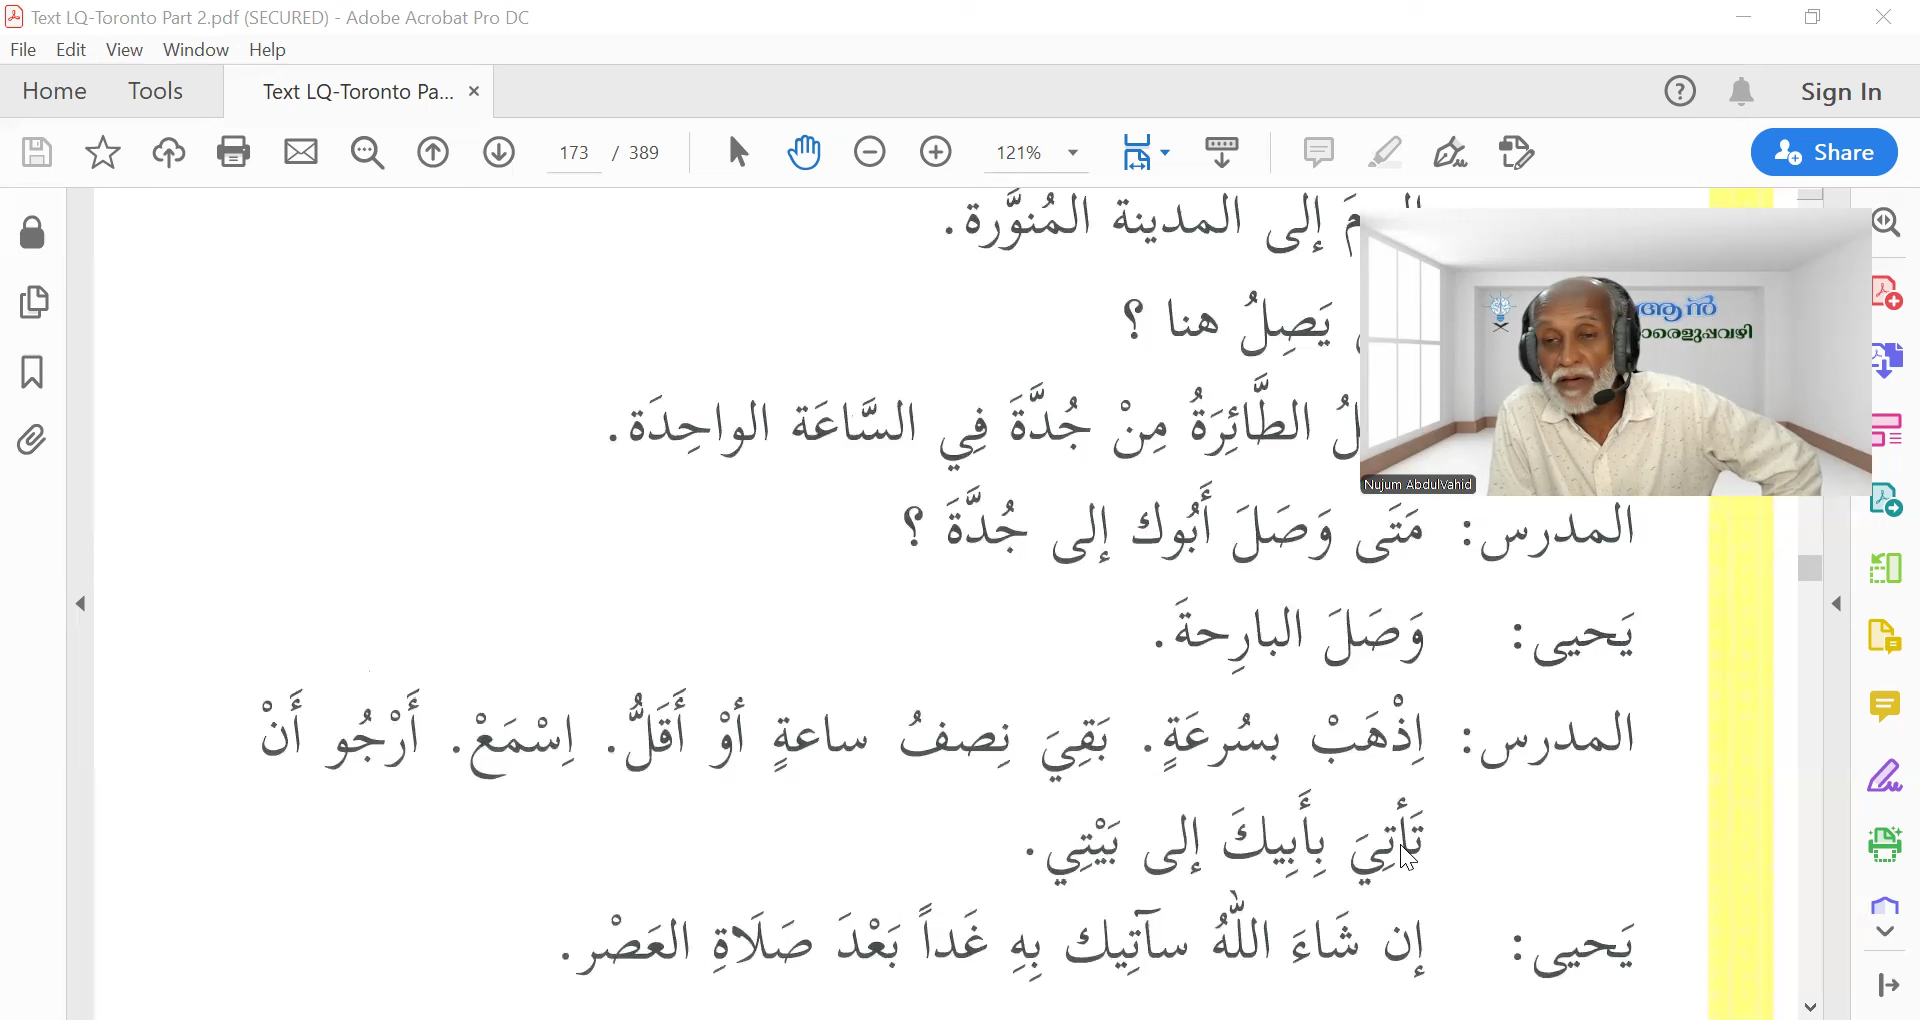 Text LQ-Toronto Part 2.pdf (SECURED) - Adobe Acrobat Pro DC
File Edit View Window Help
Home Tools Text LQ-Toronto Pa... × Sign In
173 / 389 121% Share
إلى المدينة المُنوَّرة .
يَصِلُ هنا ؟
الطَّائِرَةُ مِنْ جُدَّةَ فِي السَّاعَة الواحِدَة .
المدرس : مَتَى وَصَلَ أَبُوك إلى جُدَّةَ ؟
يَحيى : وَصَلَ البارِحةَ .
المدرس : اِذْهَبْ بسُرعَةٍ . بَقِيَ نِصفُ ساعةٍ أوْ أَقَلُّ . اِسْمَعْ . أَرْجُو أَنْ
تَأتِيَ بِأَبِيكَ إلى بَيْتِي .
يَحيى : إن شَاءَ اللّٰهُ سآتِيك بِهِ غَداً بَعْدَ صَلَاةِ العَصْر .
Nujum AbdulVahid